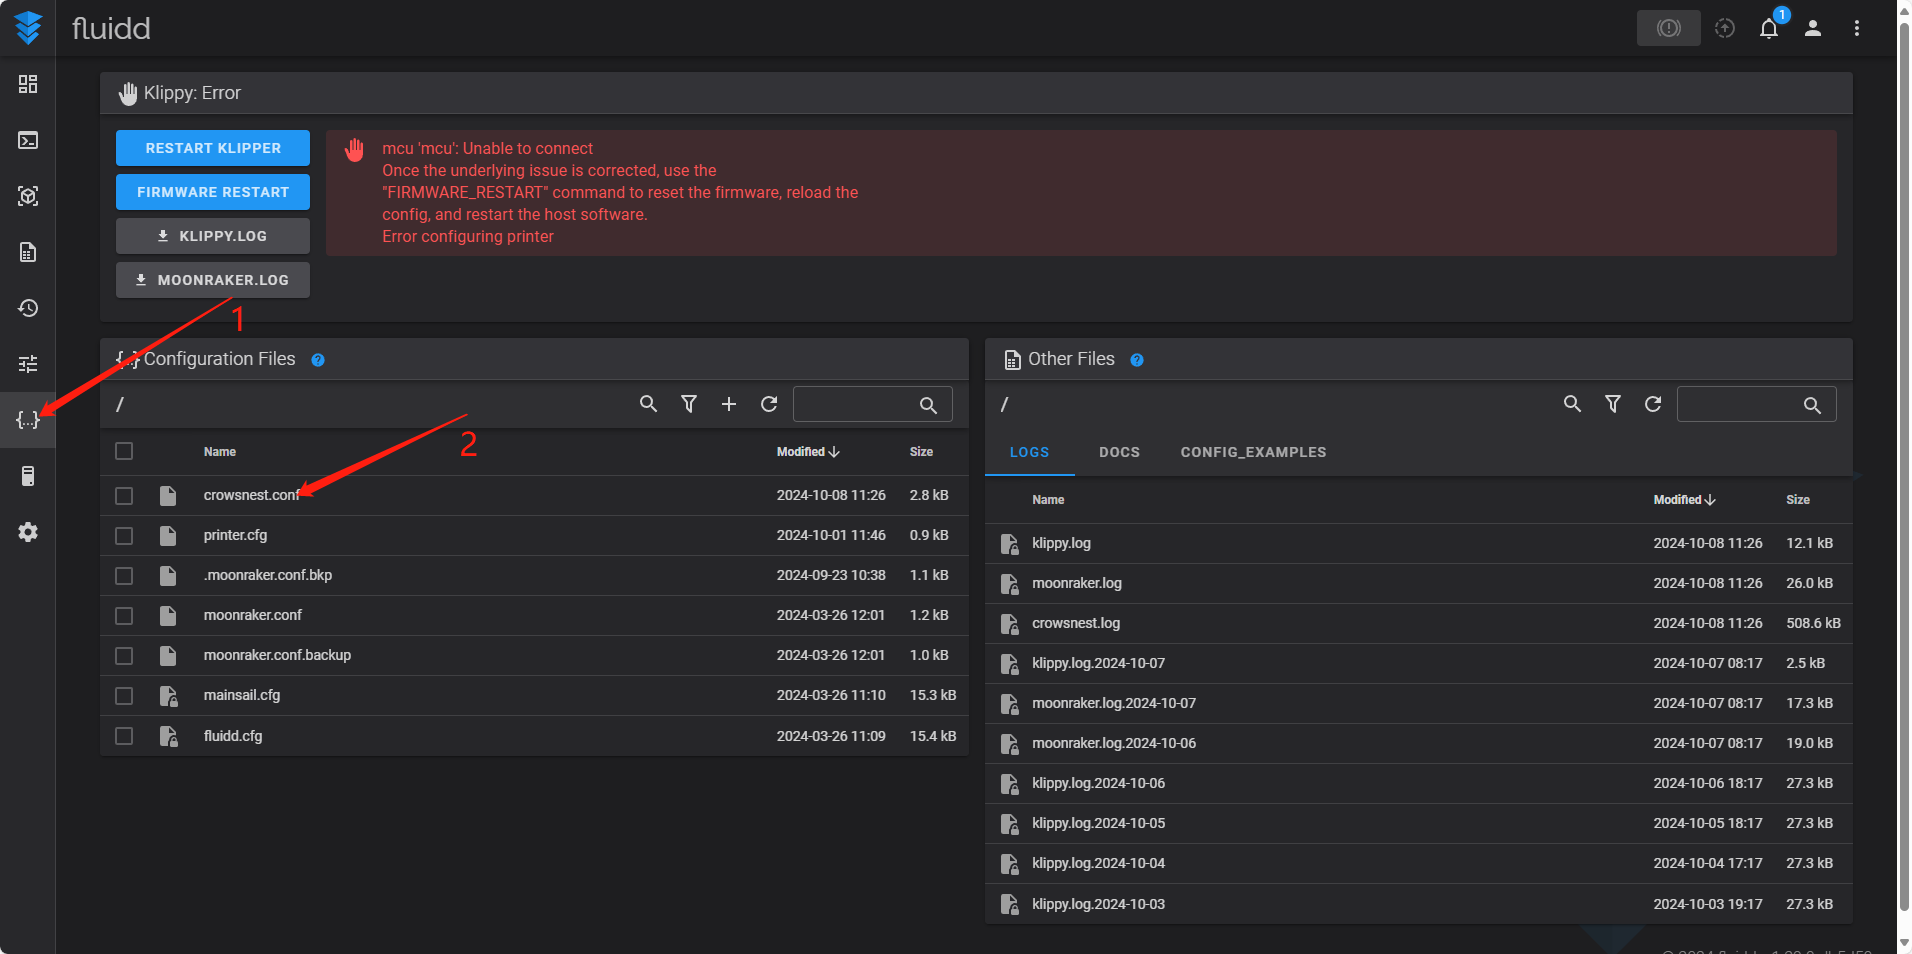 fluidd
1
Klippy: Error
RESTART KLIPPER
FIRMWARE RESTART
KLIPPY.LOG
MOONRAKER.LOG
mcu 'mcu': Unable to connect
Once the underlying issue is corrected, use the
"FIRMWARE_RESTART" command to reset the firmware, reload the
config, and restart the host software.
Error configuring printer
1
{...} Configuration Files ?
/
2
Name Modified Size
crowsnest.conf 2024-10-08 11:26 2.8 kB
printer.cfg 2024-10-01 11:46 0.9 kB
.moonraker.conf.bkp 2024-09-23 10:38 1.1 kB
moonraker.conf 2024-03-26 12:01 1.2 kB
moonraker.conf.backup 2024-03-26 12:01 1.0 kB
mainsail.cfg 2024-03-26 11:10 15.3 kB
fluidd.cfg 2024-03-26 11:09 15.4 kB
Other Files ?
/
LOGS DOCS CONFIG_EXAMPLES
Name Modified Size
klippy.log 2024-10-08 11:26 12.1 kB
moonraker.log 2024-10-08 11:26 26.0 kB
crowsnest.log 2024-10-08 11:26 508.6 kB
klippy.log.2024-10-07 2024-10-07 08:17 2.5 kB
moonraker.log.2024-10-07 2024-10-07 08:17 17.3 kB
moonraker.log.2024-10-06 2024-10-07 08:17 19.0 kB
klippy.log.2024-10-06 2024-10-06 18:17 27.3 kB
klippy.log.2024-10-05 2024-10-05 18:17 27.3 kB
klippy.log.2024-10-04 2024-10-04 17:17 27.3 kB
klippy.log.2024-10-03 2024-10-03 19:17 27.3 kB